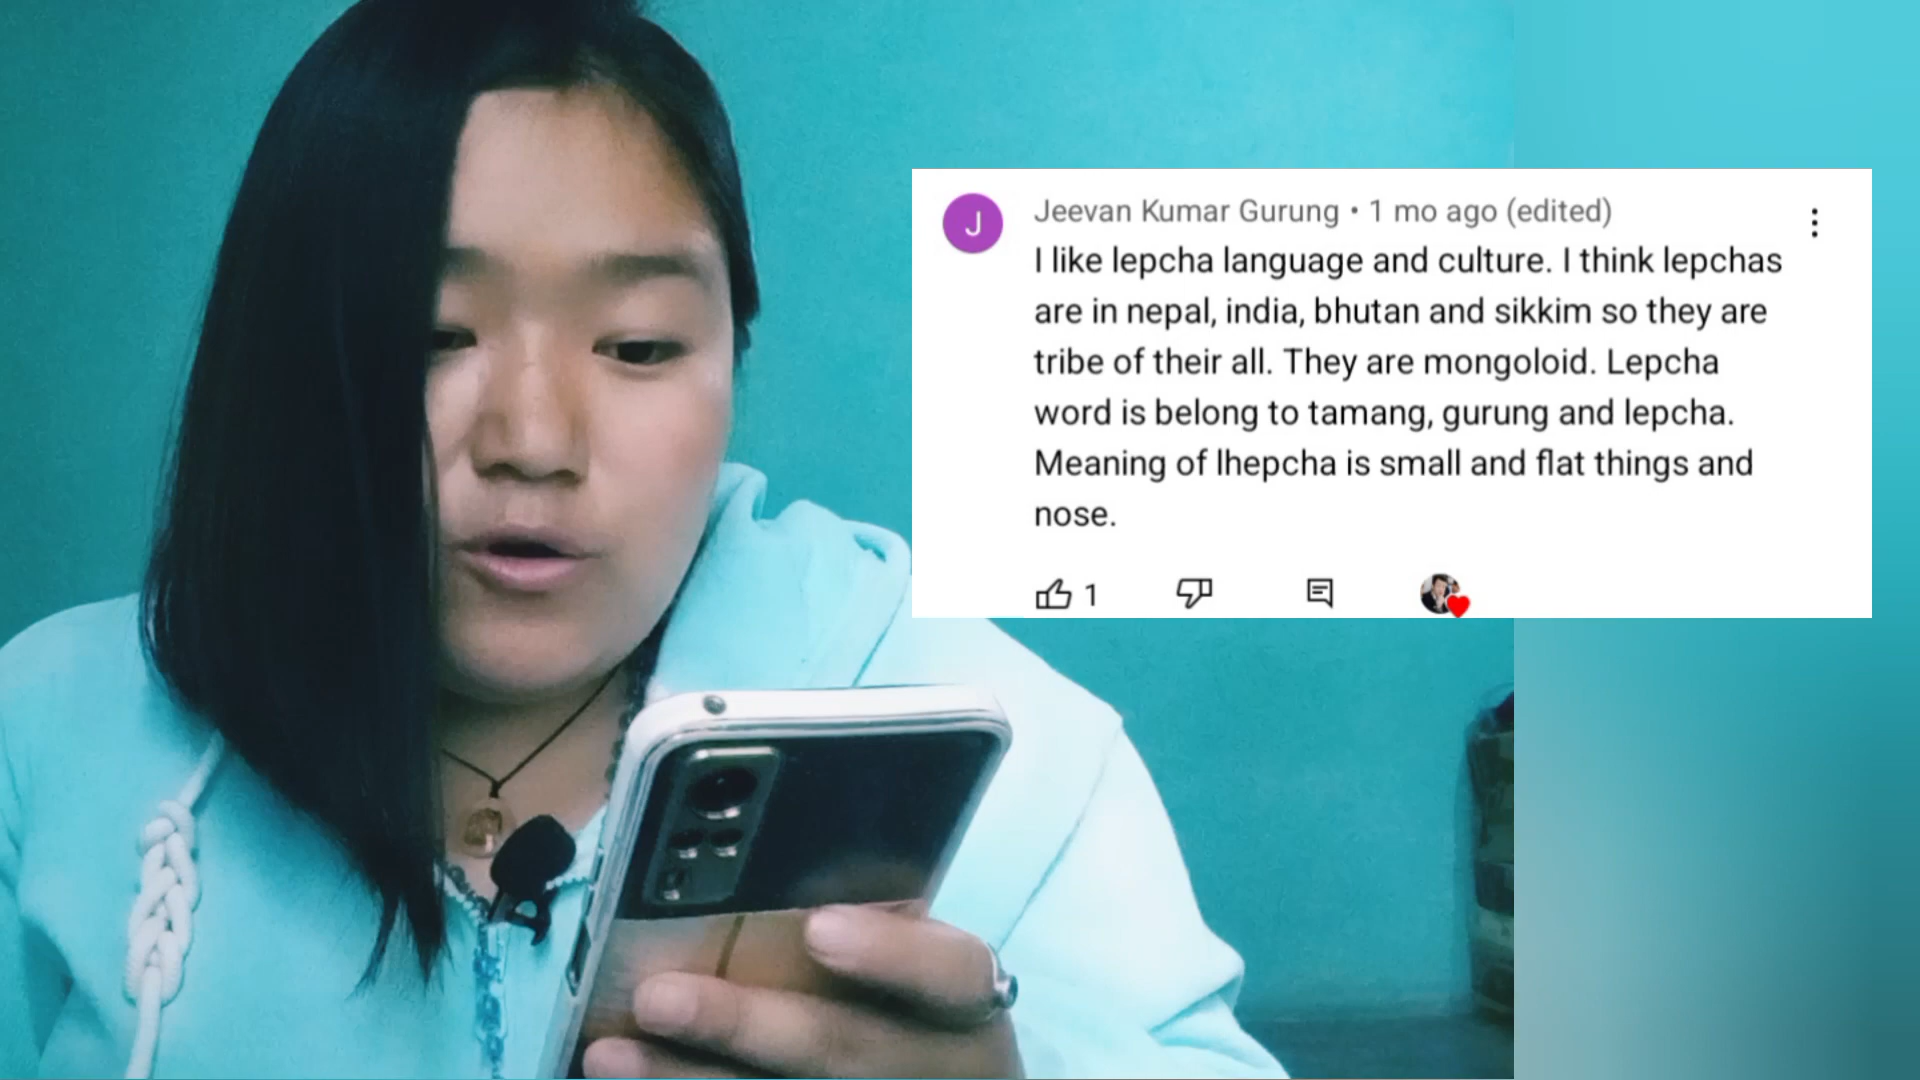 J
Jeevan Kumar Gurung • 1 mo ago (edited)
I like lepcha language and culture. I think lepchas
are in nepal, india, bhutan and sikkim so they are
tribe of their all. They are mongoloid. Lepcha
word is belong to tamang, gurung and lepcha.
Meaning of lhepcha is small and flat things and
nose.
1